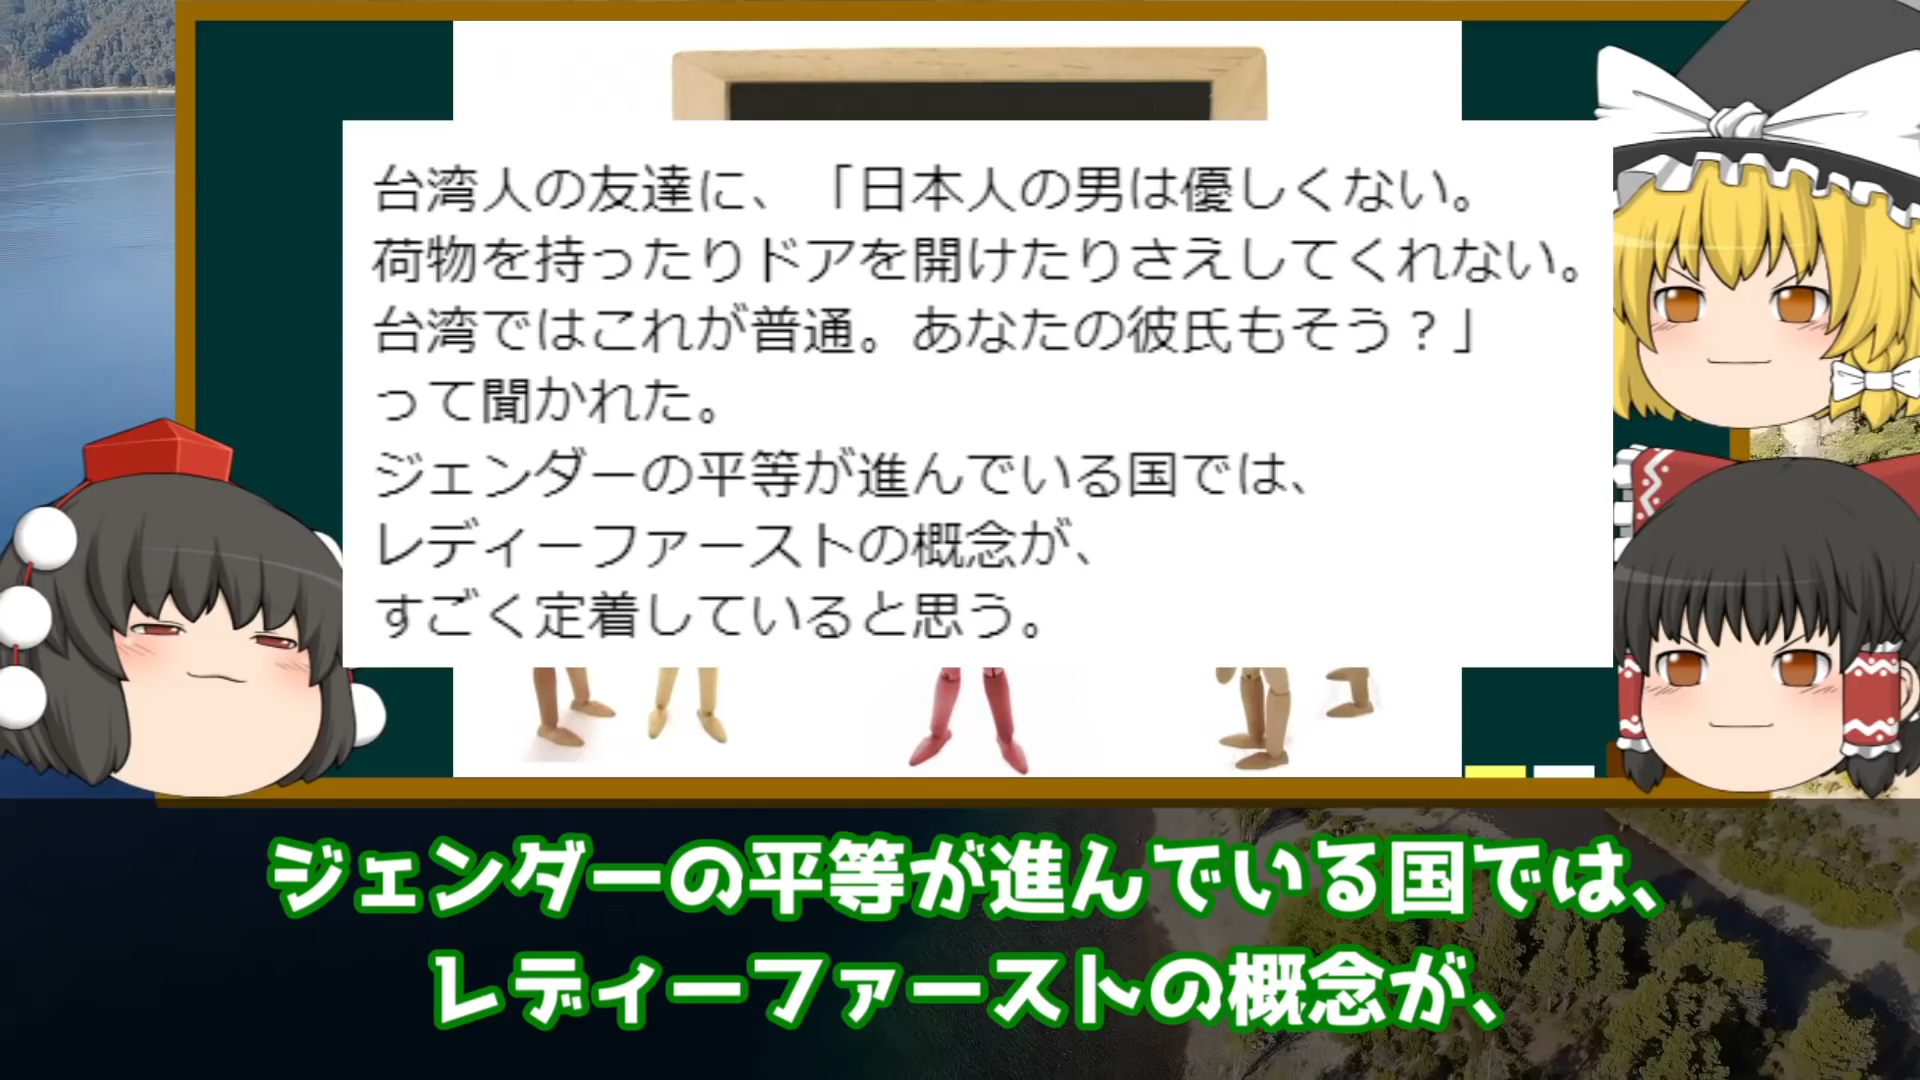 台湾人の友達に、「日本人の男は優しくない。
荷物を持ったりドアを開けたりさえしてくれない。
台湾ではこれが普通。あなたの彼氏もそう？」
って聞かれた。
ジェンダーの平等が進んでいる国では、
レディーファーストの概念が、
すごく定着していると思う。
ジェンダーの平等が進んでいる国では、
レディーファーストの概念が、